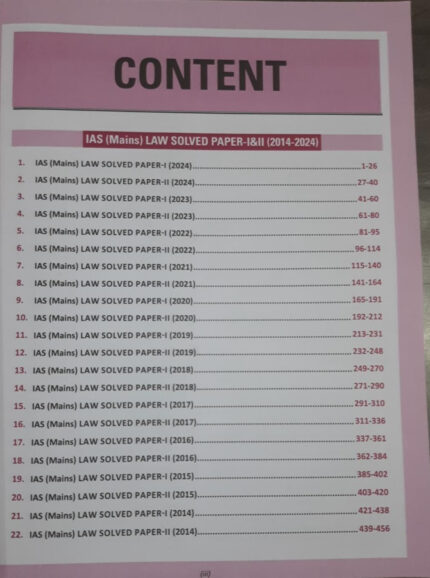 CONTENT
IAS (Mains) LAW SOLVED PAPER-I&II (2014-2024)
1. IAS (Mains) LAW SOLVED PAPER-I (2024)..........1-26
2. IAS (Mains) LAW SOLVED PAPER-II (2024)..........27-40
3. IAS (Mains) LAW SOLVED PAPER-I (2023)..........41-60
4. IAS (Mains) LAW SOLVED PAPER-II (2023)..........61-80
5. IAS (Mains) LAW SOLVED PAPER-I (2022)..........81-95
6. IAS (Mains) LAW SOLVED PAPER-II (2022)..........96-114
7. IAS (Mains) LAW SOLVED PAPER-I (2021)..........115-140
8. IAS (Mains) LAW SOLVED PAPER-II (2021)..........141-164
9. IAS (Mains) LAW SOLVED PAPER-I (2020)..........165-191
10. IAS (Mains) LAW SOLVED PAPER-II (2020)..........192-212
11. IAS (Mains) LAW SOLVED PAPER-I (2019)..........213-231
12. IAS (Mains) LAW SOLVED PAPER-II (2019)..........232-248
13. IAS (Mains) LAW SOLVED PAPER-I (2018)..........249-270
14. IAS (Mains) LAW SOLVED PAPER-II (2018)..........271-290
15. IAS (Mains) LAW SOLVED PAPER-I (2017)..........291-310
16. IAS (Mains) LAW SOLVED PAPER-II (2017)..........311-336
17. IAS (Mains) LAW SOLVED PAPER-I (2016)..........337-361
18. IAS (Mains) LAW SOLVED PAPER-II (2016)..........362-384
19. IAS (Mains) LAW SOLVED PAPER-I (2015)..........385-402
20. IAS (Mains) LAW SOLVED PAPER-II (2015)..........403-420
21. IAS (Mains) LAW SOLVED PAPER-I (2014)..........421-438
22. IAS (Mains) LAW SOLVED PAPER-II (2014)..........439-456
(iii)